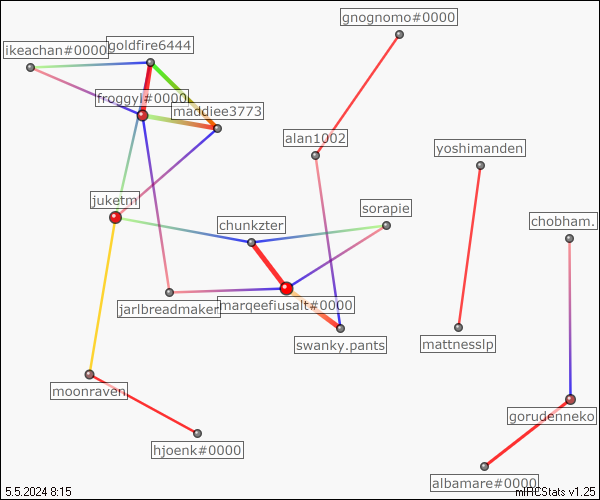 gnognomo#0000
goldfire6444
ikeachan#0000
froggyl#0000
maddiee3773
alan1002
yoshimanden
juketm
sorapie
chunkzter
chobham.
jarlbreadmaker
marqeefiusalt#0000
swanky.pants
mattnesslp
moonraven
gorudenneko
hjoenk#0000
albamare#0000
5.5.2024 8:15
mIRCStats v1.25